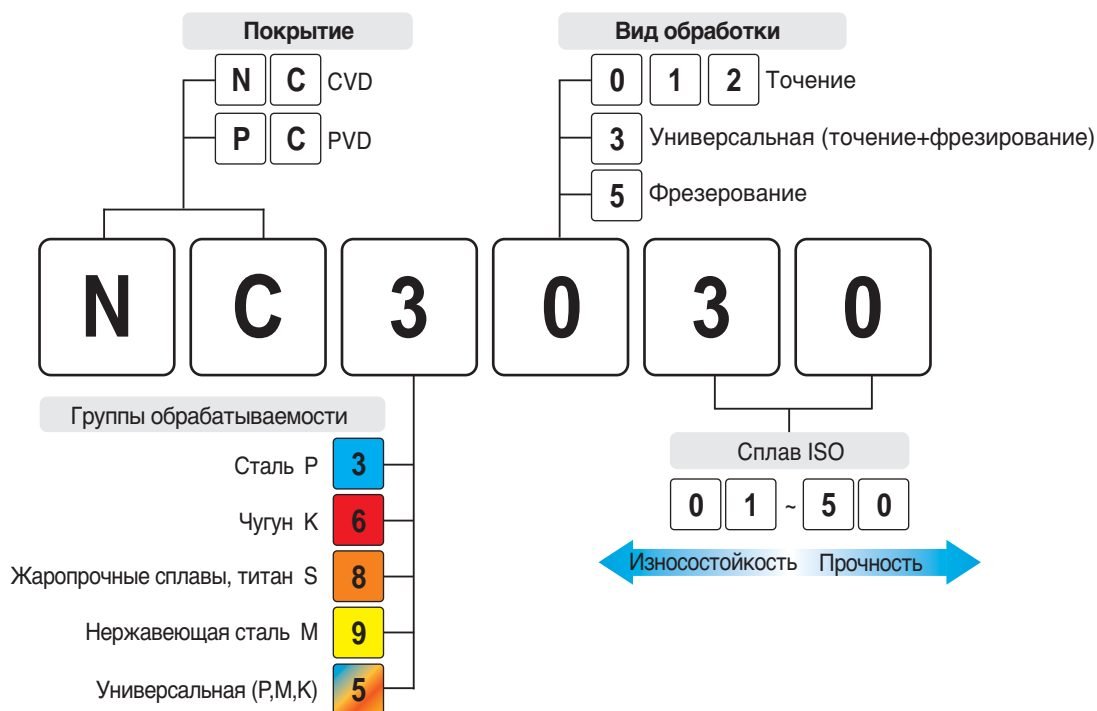 Покрытие
N C CVD
P C PVD
Вид обработки
0 1 2 Точение
3 Универсальная (точение+фрезирование)
5 Фрезерование
N C 3 0 3 0
Группы обрабатываемости
Сталь P 3
Чугун K 6
Жаропрочные сплавы, титан S 8
Нержавеющая сталь M 9
Универсальная (P,M,K) 5
Сплав ISO
0 1 ~ 5 0
Износостойкость Прочность